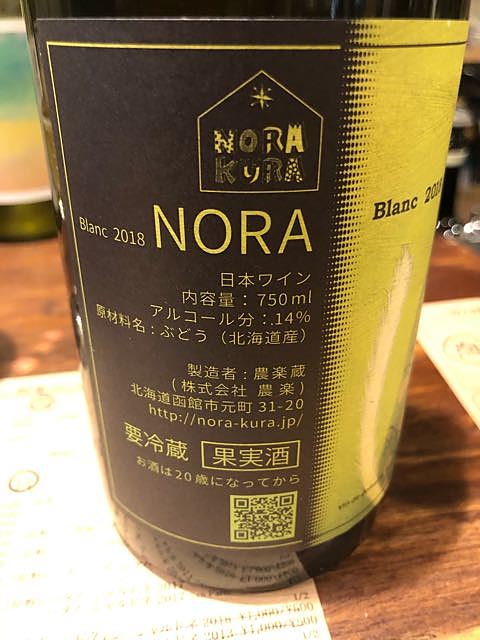 NORA
KURA
Blanc 2018 NORA
日本ワイン
内容量：750ml
アルコール分：14%
原材料名：ぶどう（北海道産）
製造者：農楽蔵
(株式会社 農楽)
北海道函館市元町 31-20
http://nora-kura.jp/
要冷蔵 果実酒
お酒は20歳になってから
Blanc 2018